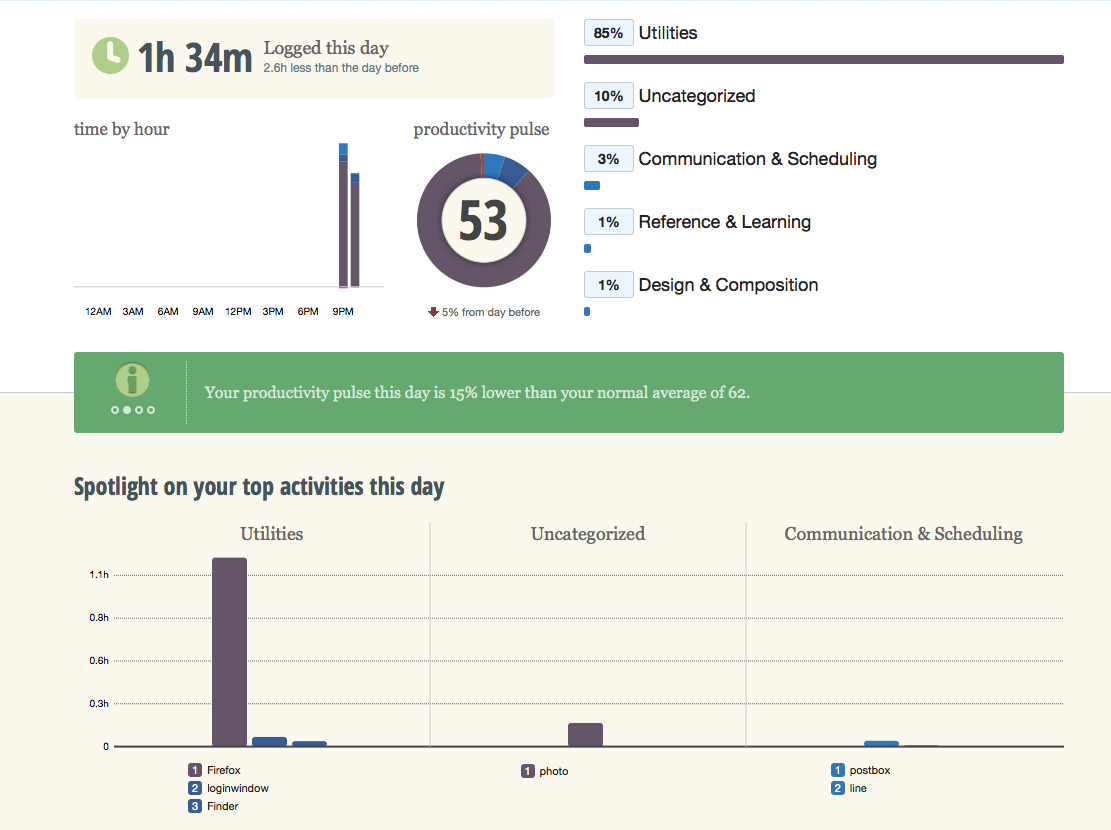 1h 34m
Logged this day
2.6h less than the day before
time by hour
12AM 3AM 6AM 9AM 12PM 3PM 6PM 9PM
productivity pulse
53
5% from day before
85% Utilities
10% Uncategorized
3% Communication & Scheduling
1% Reference & Learning
1% Design & Composition
Your productivity pulse this day is 15% lower than your normal average of 62.
Spotlight on your top activities this day
Utilities
Uncategorized
Communication & Scheduling
1.1h
0.8h
0.6h
0.3h
0
1 Firefox
2 loginwindow
3 Finder
1 photo
1 postbox
2 line